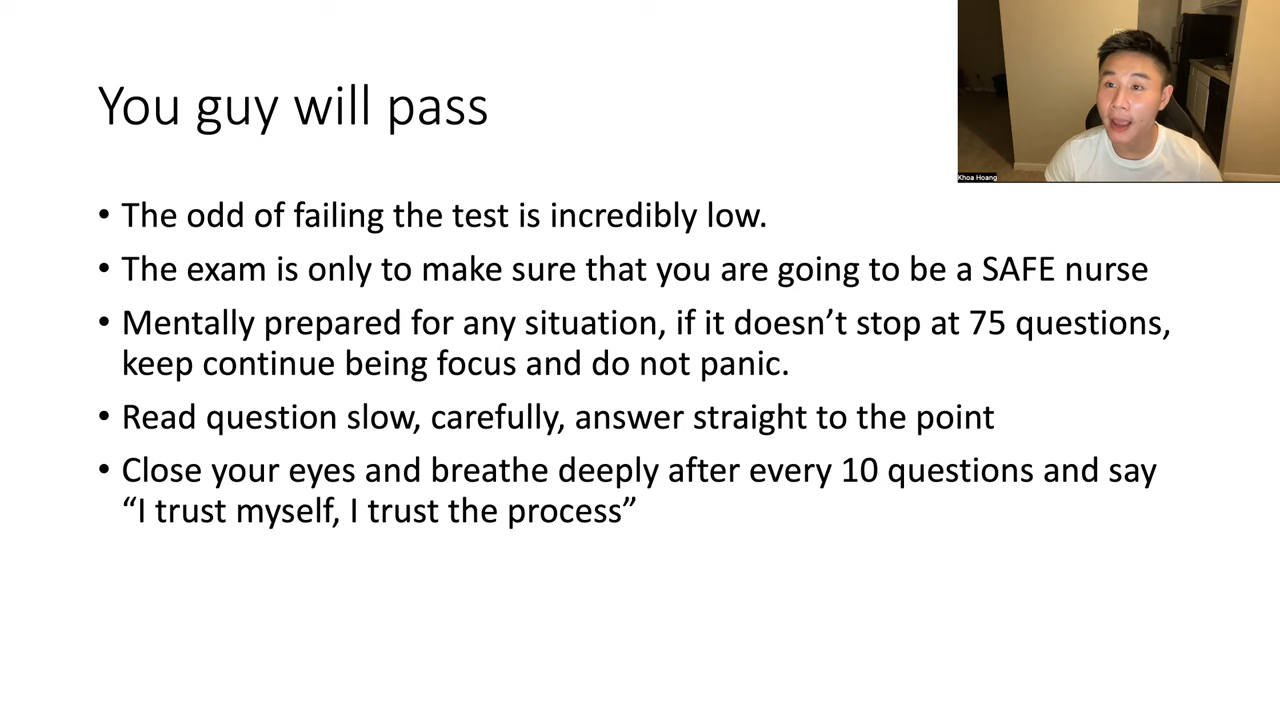 You guy will pass
Khoa Hoang
• The odd of failing the test is incredibly low.
• The exam is only to make sure that you are going to be a SAFE nurse
• Mentally prepared for any situation, if it doesn’t stop at 75 questions,
keep continue being focus and do not panic.
• Read question slow, carefully, answer straight to the point
• Close your eyes and breathe deeply after every 10 questions and say
“I trust myself, I trust the process”